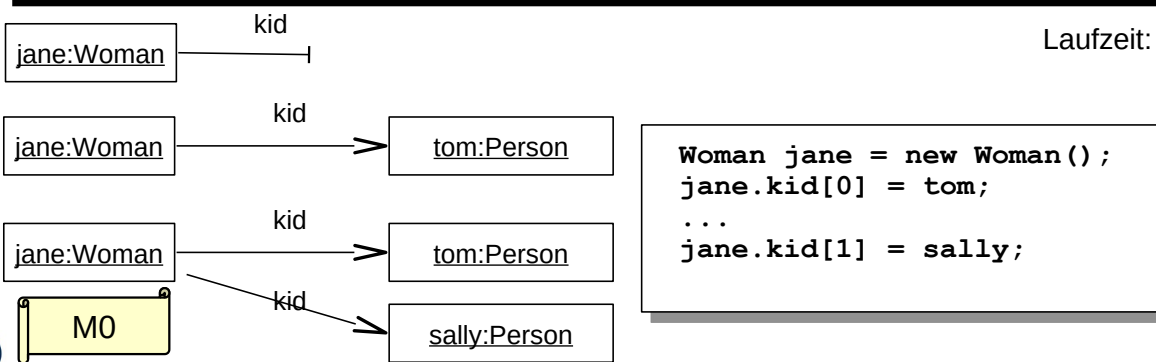 kid
Laufzeit:
jane:Woman
kid
jane:Woman
tom:Person
Woman jane = new Woman();
jane.kid[0] = tom;
...
jane.kid[1] = sally;
kid
jane:Woman
tom:Person
kid
M0
sally:Person